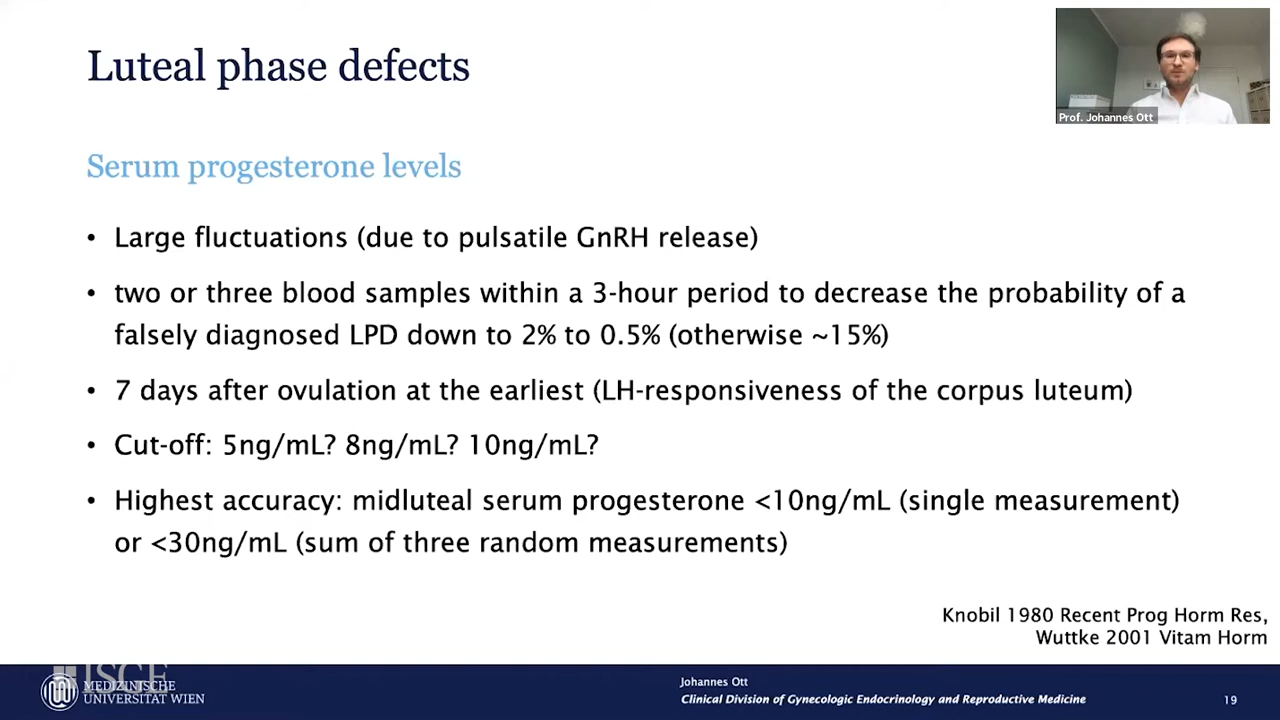 Luteal phase defects
Prof. Johannes Ott
Serum progesterone levels
• Large fluctuations (due to pulsatile GnRH release)
• two or three blood samples within a 3-hour period to decrease the probability of a
falsely diagnosed LPD down to 2% to 0.5% (otherwise ~15%)
• 7 days after ovulation at the earliest (LH-responsiveness of the corpus luteum)
• Cut-off: 5ng/mL? 8ng/mL? 10ng/mL?
• Highest accuracy: midluteal serum progesterone <10ng/mL (single measurement)
or <30ng/mL (sum of three random measurements)
Knobil 1980 Recent Prog Horm Res,
Wuttke 2001 Vitam Horm
ISGE
MEDIZINISCHE
UNIVERSITÄT WIEN
Johannes Ott
Clinical Division of Gynecologic Endocrinology and Reproductive Medicine
19